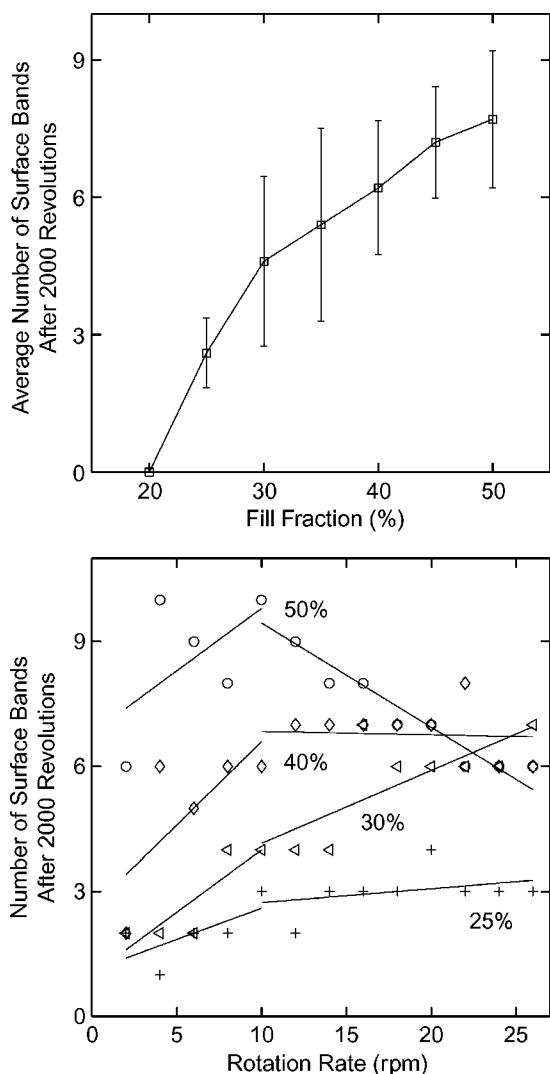 Average Number of Surface Bands
After 2000 Revolutions
9
6
3
0
20 30 40 50
Fill Fraction (%)
Number of Surface Bands
After 2000 Revolutions
9
6
3
0
50%
40%
30%
25%
0 5 10 15 20 25
Rotation Rate (rpm)